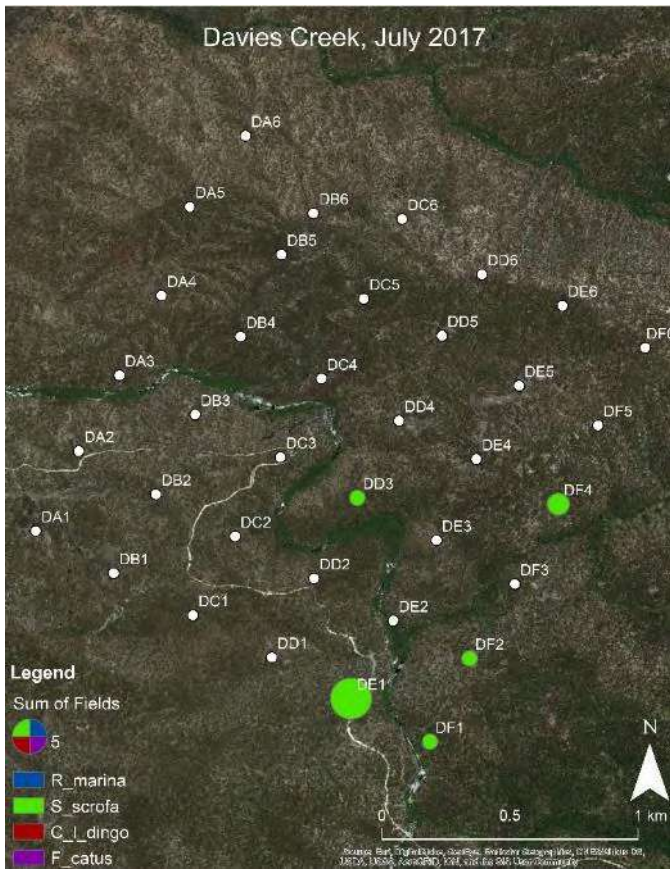 Davies Creek, July 2017
DA6
DA5
DB6
DC6
DB5
DD6
DA4
DC5
DE6
DB4
DD5
DF6
DA3
DC4
DE5
DB3
DD4
DF5
DA2
DC3
DE4
DB2
DD3
DF4
DA1
DC2
DE3
DB1
DD2
DF3
DC1
DE2
DD1
DF2
Legend
DE1
Sum of Fields
DF1
N
5
R_marina
S_scrofa
0 0.5 1 km
C_l_dingo
F_catus